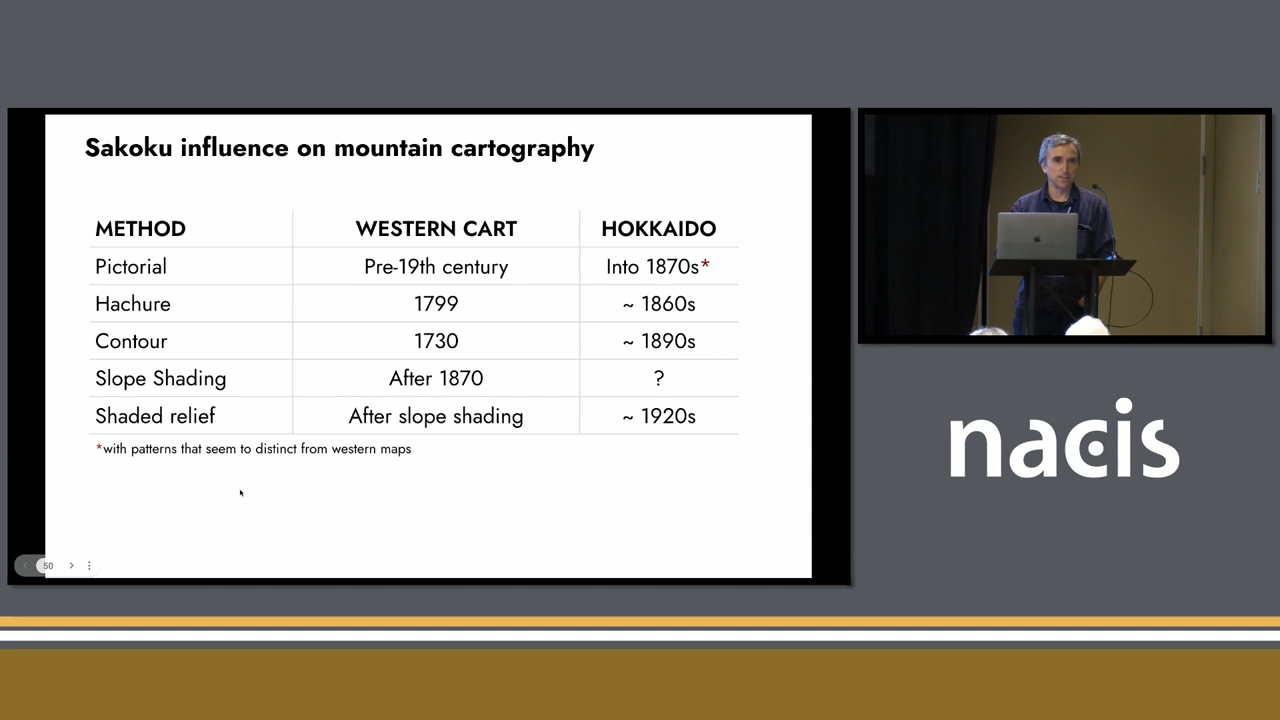 Sakoku influence on mountain cartography
METHOD WESTERN CART HOKKAIDO
Pictorial Pre-19th century Into 1870s*
Hachure 1799 ~ 1860s
Contour 1730 ~ 1890s
Slope Shading After 1870 ?
Shaded relief After slope shading ~ 1920s
*with patterns that seem to distinct from western maps
50
nacis